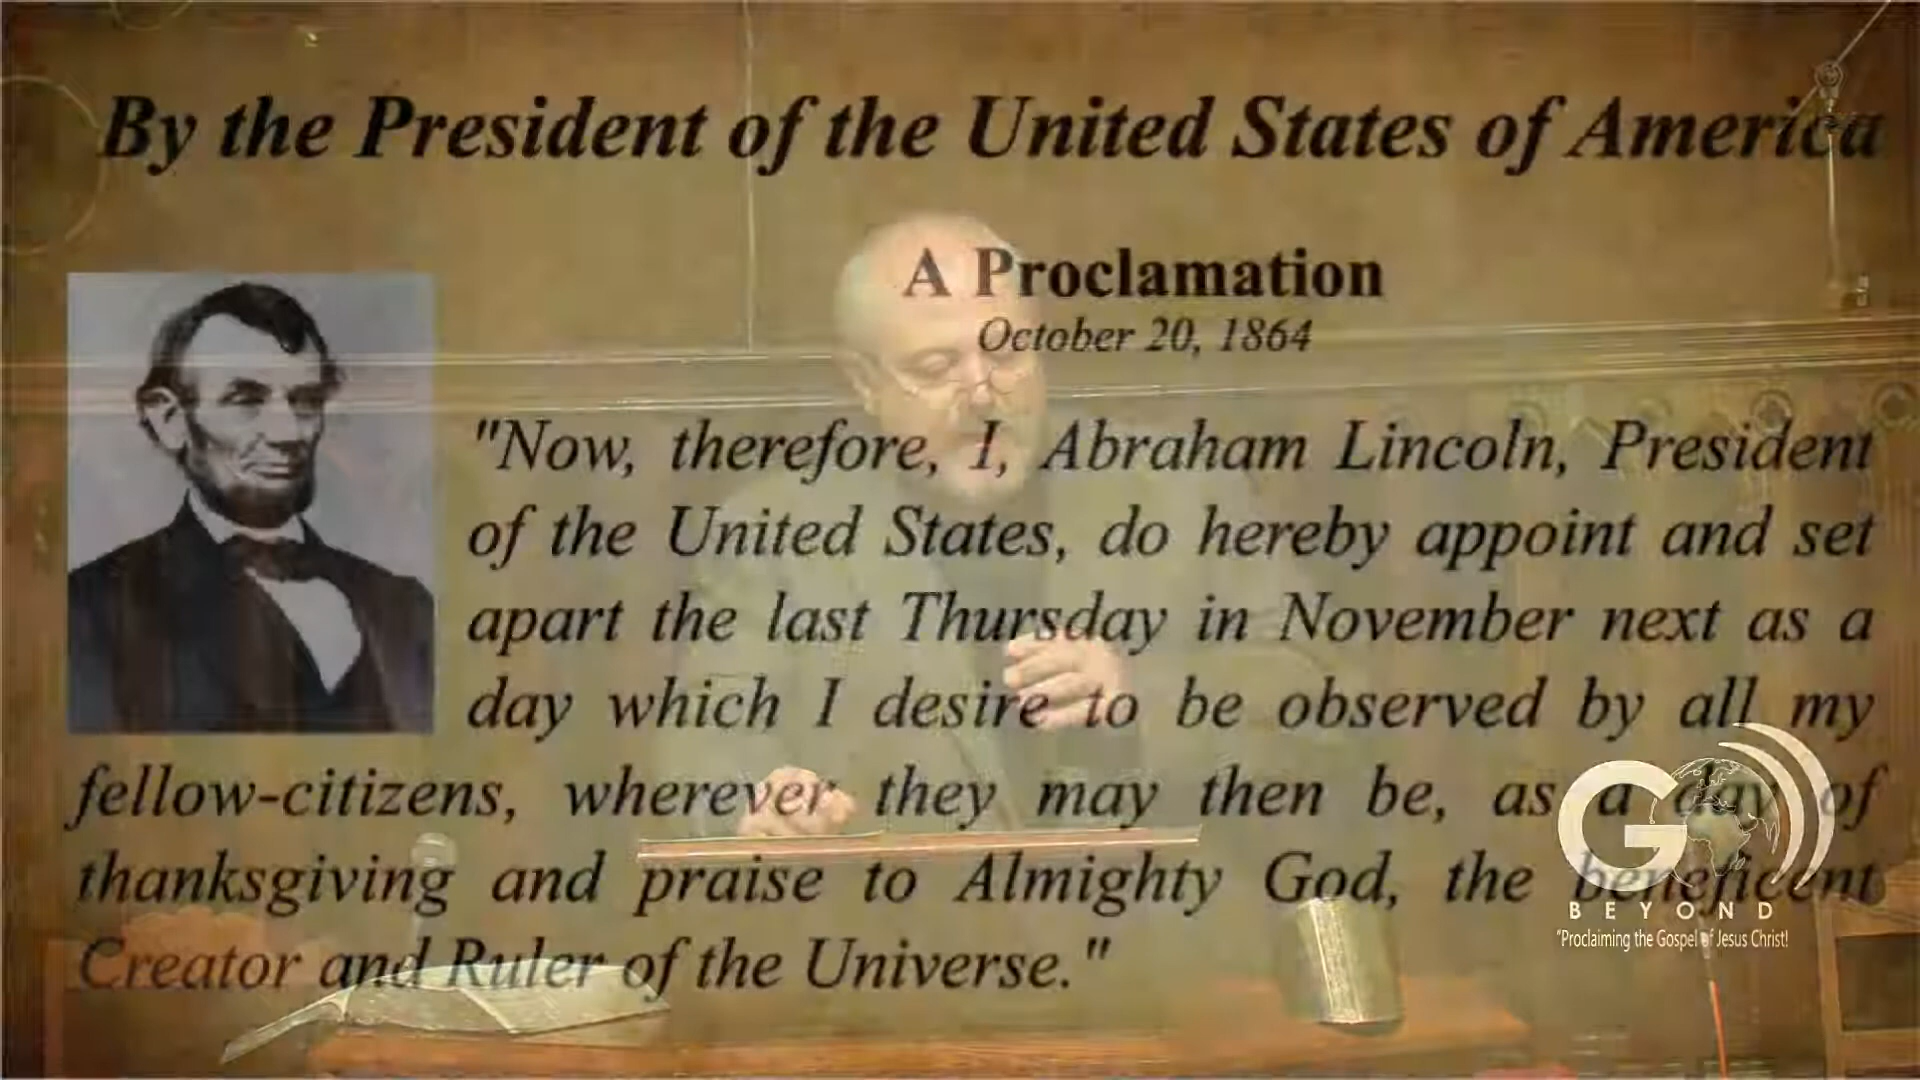 By the President of the United States of America
A Proclamation
October 20, 1864
"Now, therefore, I, Abraham Lincoln, President
of the United States, do hereby appoint and set
apart the last Thursday in November next as a
day which I desire to be observed by all my
fellow-citizens, wherever they may then be, as a day of
thanksgiving and praise to Almighty God, the beneficent
Creator and Ruler of the Universe."
GO
BEYOND
"Proclaiming the Gospel of Jesus Christ!